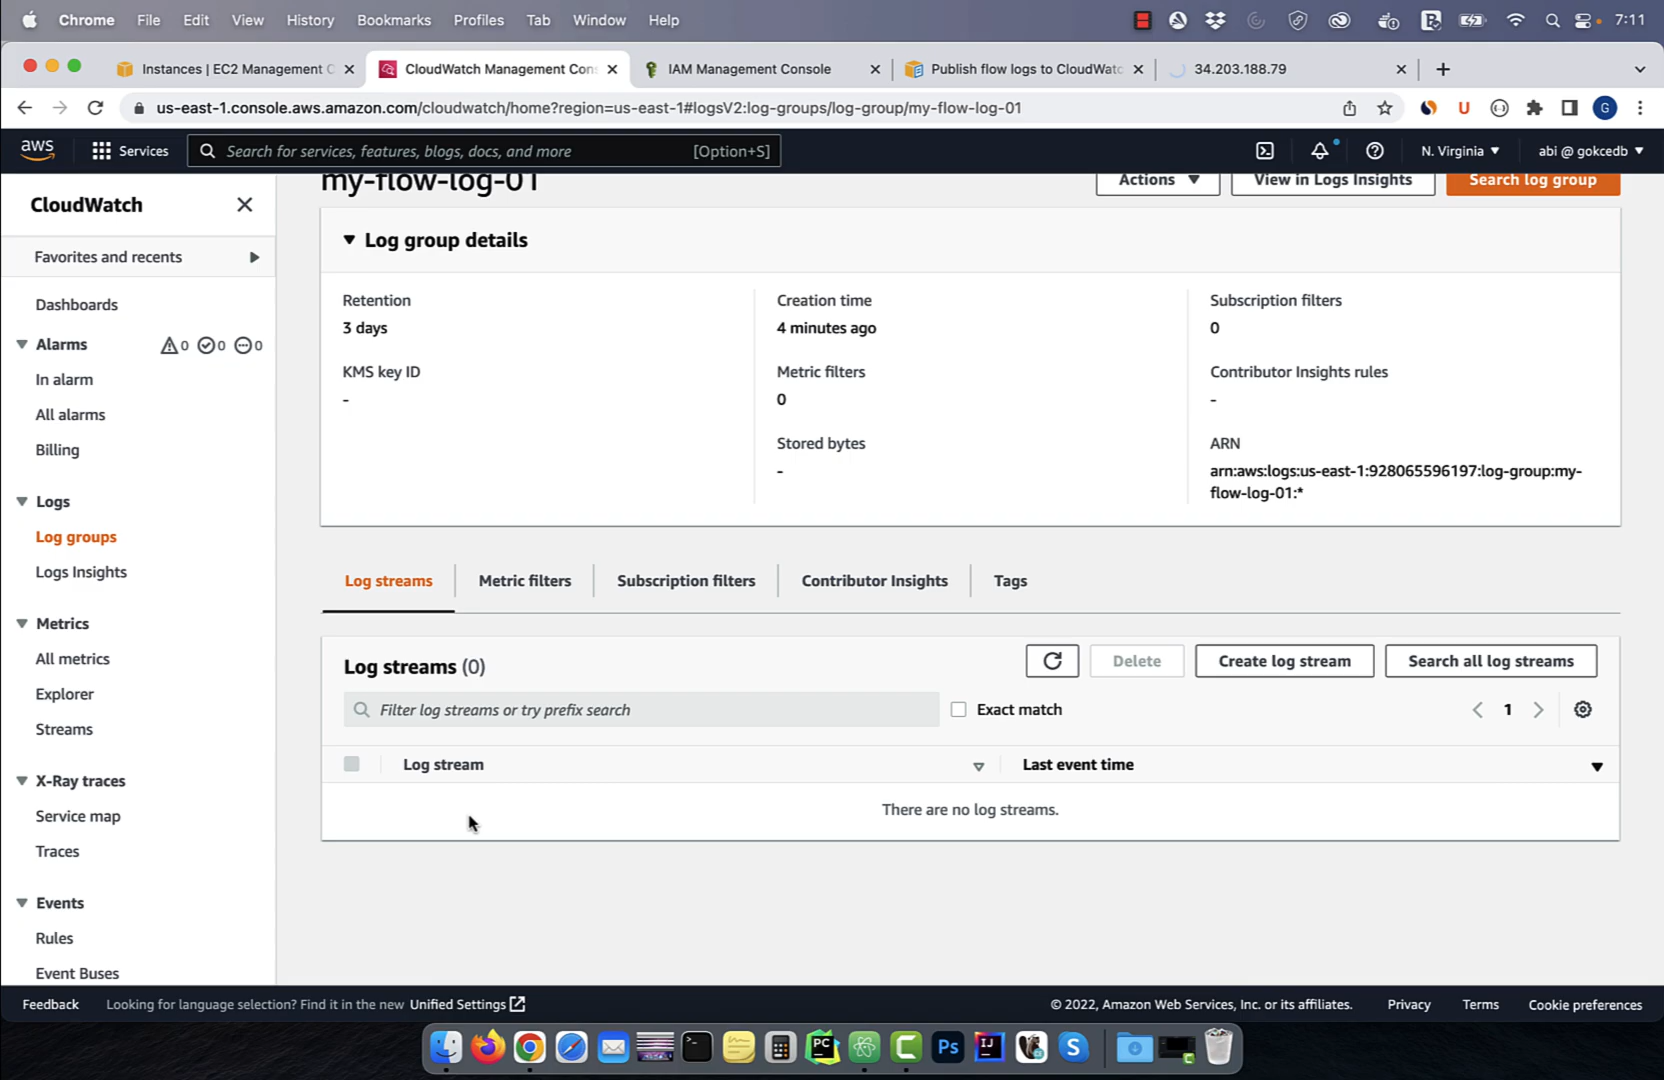 Chrome File Edit View History Bookmarks Profiles Tab Window Help 7:11
Instances | EC2 Management C CloudWatch Management Con IAM Management Console Publish flow logs to CloudWatc 34.203.188.79
us-east-1.console.aws.amazon.com/cloudwatch/home?region=us-east-1#logsV2:log-groups/log-group/my-flow-log-01 U G
aws Services Search for services, features, blogs, docs, and more [Option+S] N. Virginia abi @ gokcedb
CloudWatch
Favorites and recents
Dashboards
Alarms 0 0 0
In alarm
All alarms
Billing
Logs
Log groups
Logs Insights
Metrics
All metrics
Explorer
Streams
X-Ray traces
Service map
Traces
Events
Rules
Event Buses
my-flow-log-01 Actions View in Logs Insights Search log group
Log group details
Retention
3 days
KMS key ID
-
Creation time
4 minutes ago
Metric filters
0
Stored bytes
-
Subscription filters
0
Contributor Insights rules
-
ARN
arn:aws:logs:us-east-1:928065596197:log-group:my-
flow-log-01:*
Log streams Metric filters Subscription filters Contributor Insights Tags
Log streams (0) Delete Create log stream Search all log streams
Filter log streams or try prefix search Exact match 1
Log stream Last event time
There are no log streams.
Feedback Looking for language selection? Find it in the new Unified Settings © 2022, Amazon Web Services, Inc. or its affiliates. Privacy Terms Cookie preferences
PC Ps IJ S